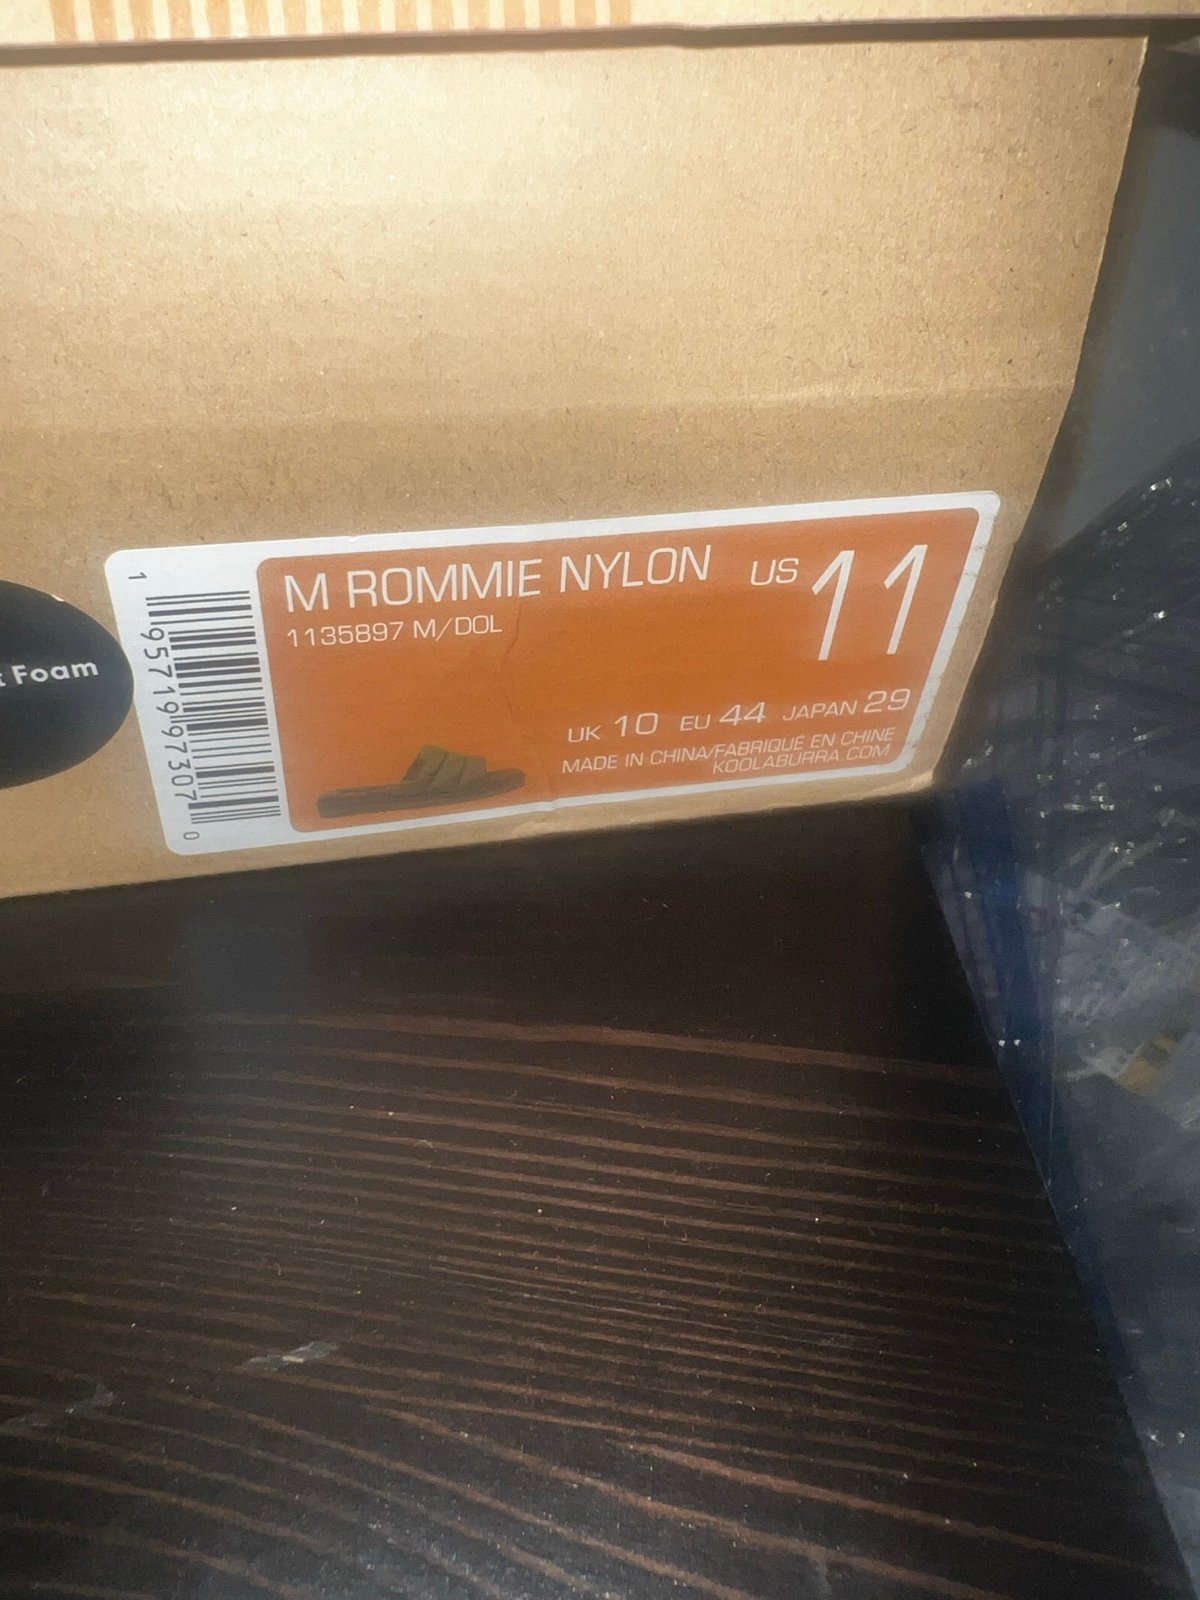 M ROMMIE NYLON US 11
1135897 M/DOL
UK 10 EU 44 JAPAN 29
MADE IN CHINA/FABRIQUE EN CHINE
KOOLABURRA.COM
1 95719 97307 0
Foam